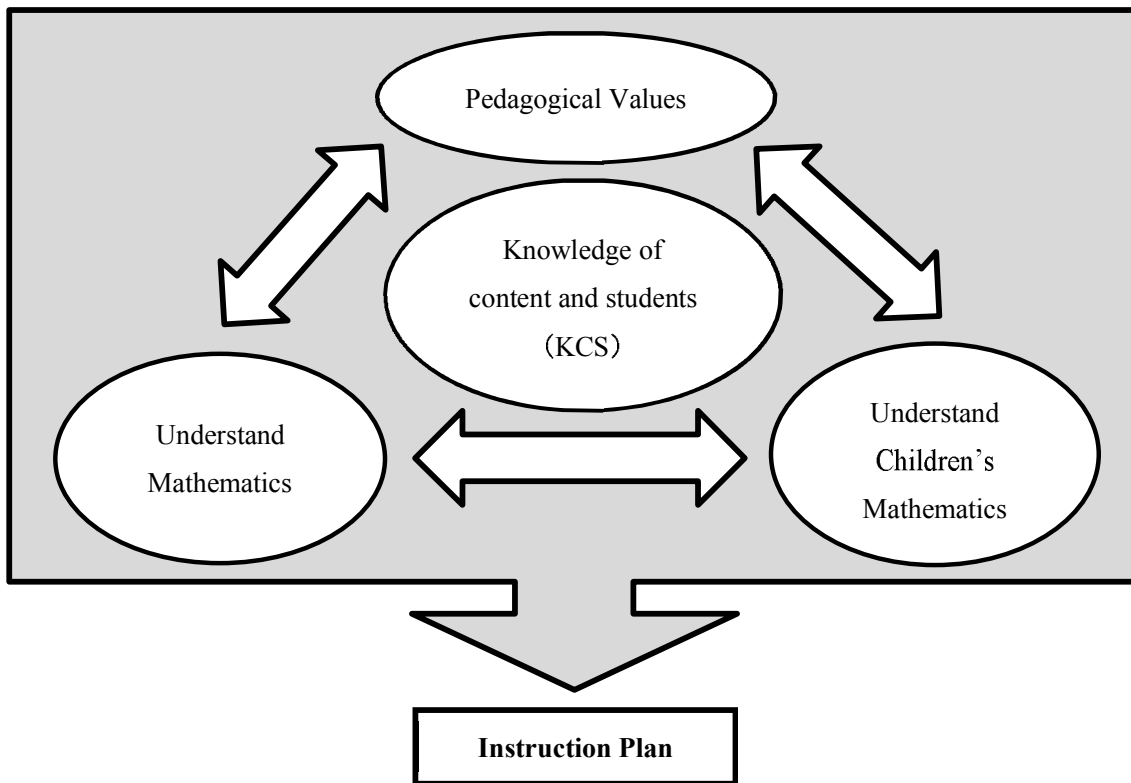 Pedagogical Values
Knowledge of
content and students
（KCS）
Understand
Mathematics
Understand
Children’s
Mathematics
Instruction Plan